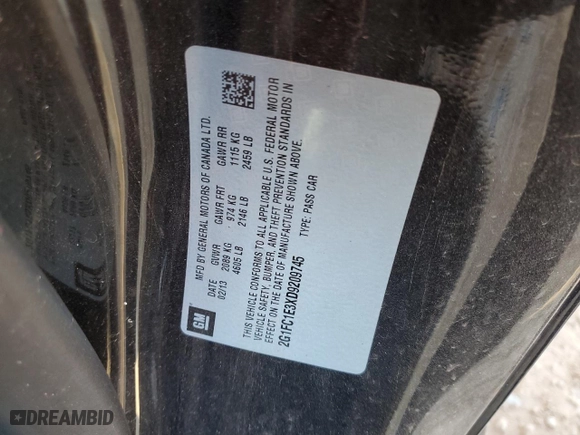 GM
MFD BY GENERAL MOTORS OF CANADA LTD.
DATE GVWR GAWR FRT GAWR RR
02/13 2089 KG 974 KG 1115 KG
4605 LB 2146 LB 2459 LB
THIS VEHICLE CONFORMS TO ALL APPLICABLE U.S. FEDERAL MOTOR
VEHICLE SAFETY, BUMPER, AND THEFT PREVENTION STANDARDS IN
EFFECT ON THE DATE OF MANUFACTURE SHOWN ABOVE.
2G1FC1E3XD9209745 TYPE: PASS CAR
DREAMBID